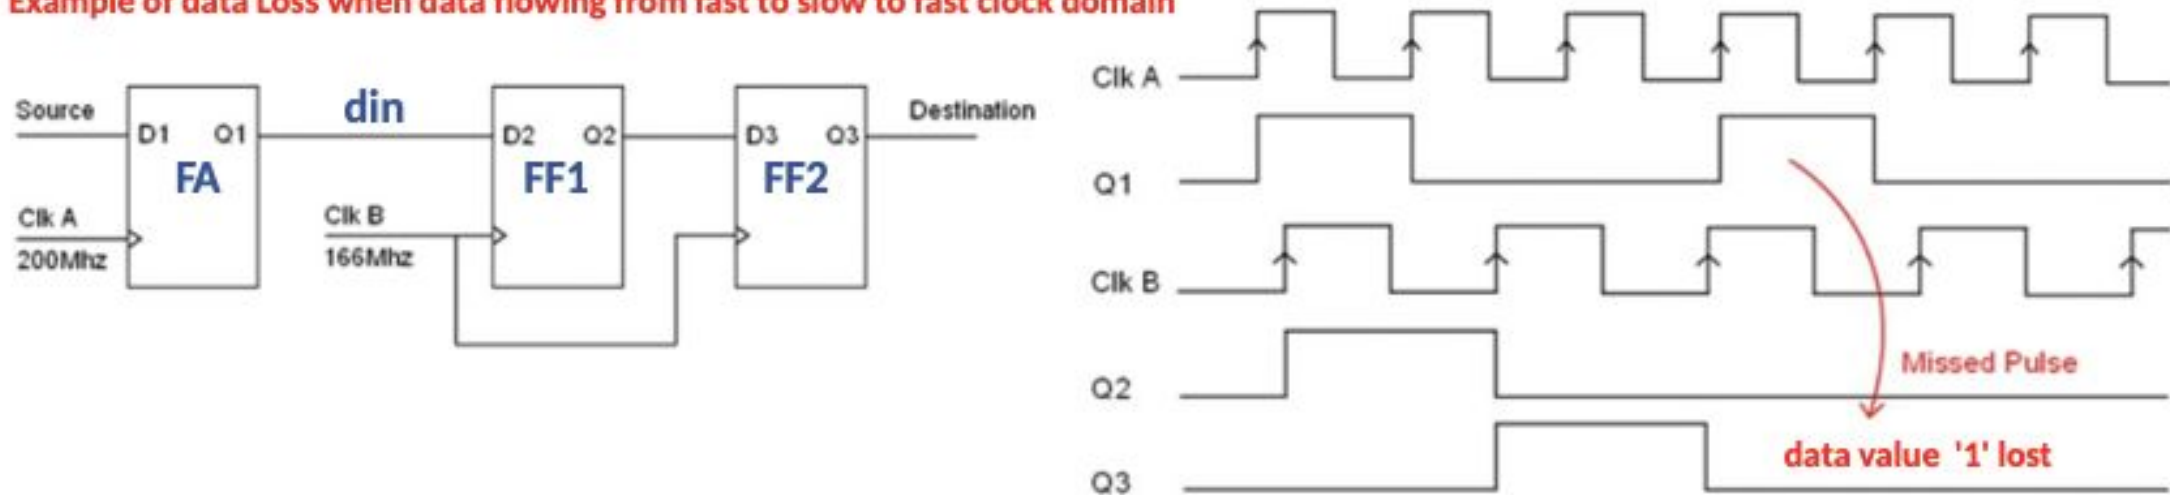 Example of data Loss when data flowing from fast to slow to fast clock domain
Source
D1 Q1
FA
Clk A
200Mhz
din
D2 Q2
FF1
Clk B
166Mhz
D3 Q3
FF2
Destination
Clk A
Q1
Clk B
Missed Pulse
Q2
data value '1' lost
Q3